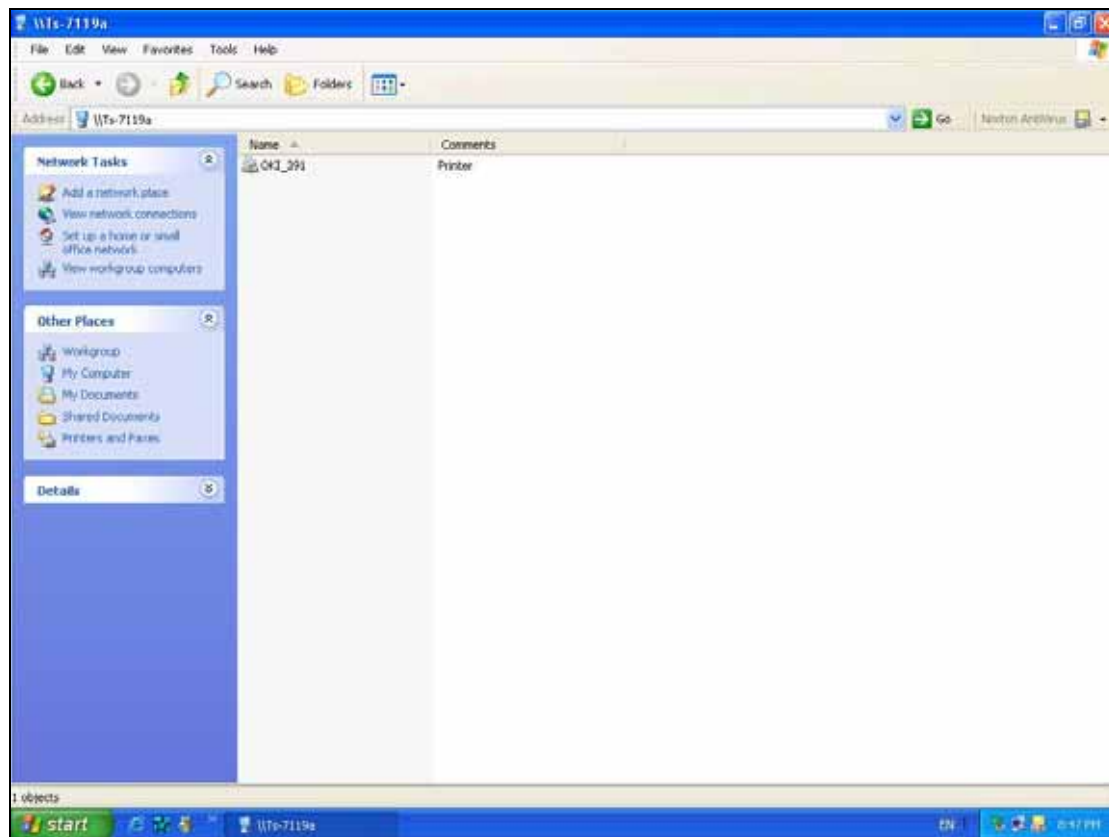 \\Ts-7119a
File Edit View Favorites Tools Help
Back Search Folders
Address \\Ts-7119a Go Norton AntiVirus
Name Comments
OKI_391 Printer
Network Tasks
Add a network place
View network connections
Set up a home or small
office network
View workgroup computers
Other Places
Workgroup
My Computer
My Documents
Shared Documents
Printers and Faxes
Details
1 objects
start \\Ts-7119a EN 8:47 PM